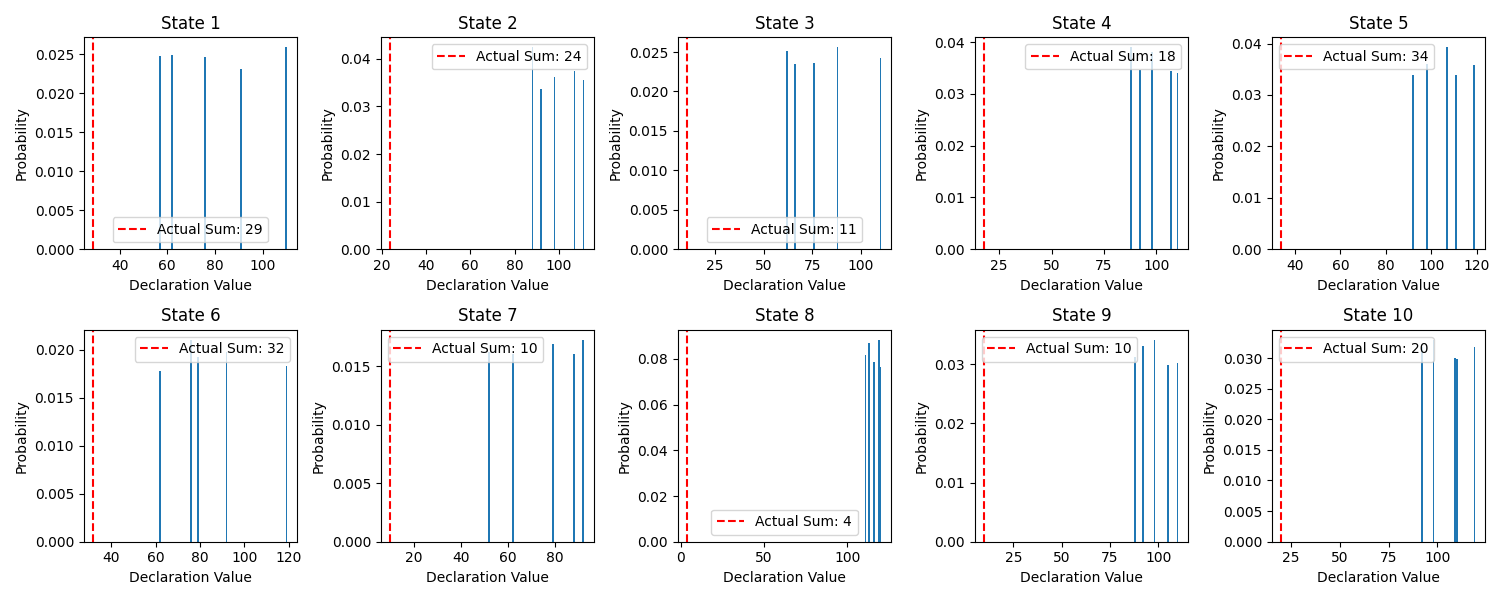 State 1
State 2
State 3
State 4
State 5
Probability
0.025
0.020
0.015
0.010
0.005
0.000
Actual Sum: 29
40
60
80
100
Declaration Value
Probability
0.04
0.03
0.02
0.01
0.00
Actual Sum: 24
20
40
60
80
100
Declaration Value
Probability
0.025
0.020
0.015
0.010
0.005
0.000
Actual Sum: 11
25
50
75
100
Declaration Value
Probability
0.04
0.03
0.02
0.01
0.00
Actual Sum: 18
25
50
75
100
Declaration Value
Probability
0.04
0.03
0.02
0.01
0.00
Actual Sum: 34
40
60
80
100
120
Declaration Value
State 6
State 7
State 8
State 9
State 10
Probability
0.020
0.015
0.010
0.005
0.000
Actual Sum: 32
40
60
80
100
120
Declaration Value
Probability
0.015
0.010
0.005
0.000
Actual Sum: 10
20
40
60
80
Declaration Value
Probability
0.08
0.06
0.04
0.02
0.00
Actual Sum: 4
0
50
100
Declaration Value
Probability
0.03
0.02
0.01
0.00
Actual Sum: 10
25
50
75
100
Declaration Value
Probability
0.030
0.025
0.020
0.015
0.010
0.005
0.000
Actual Sum: 20
25
50
75
100
Declaration Value